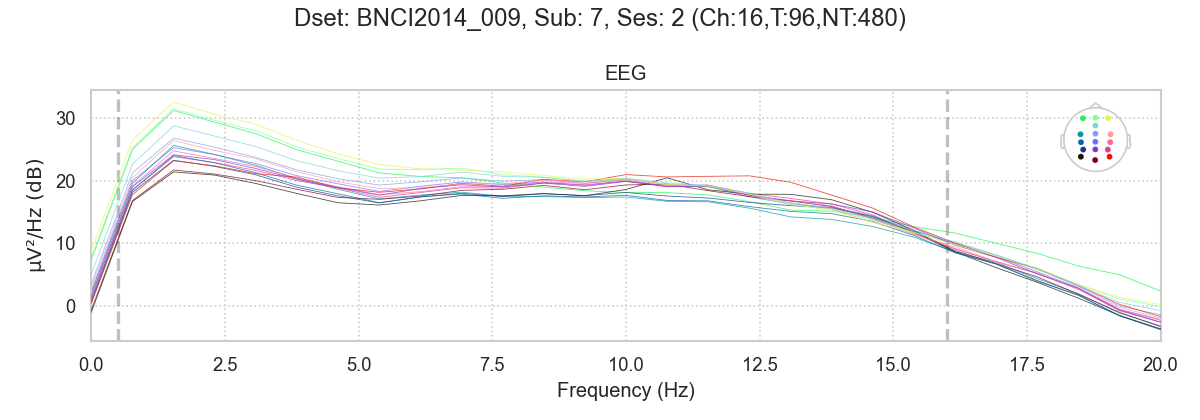 Dset: BNCI2014_009, Sub: 7, Ses: 2 (Ch:16,T:96,NT:480)
EEG
µV²/Hz (dB)
30
20
10
0
0.0 2.5 5.0 7.5 10.0 12.5 15.0 17.5 20.0
Frequency (Hz)